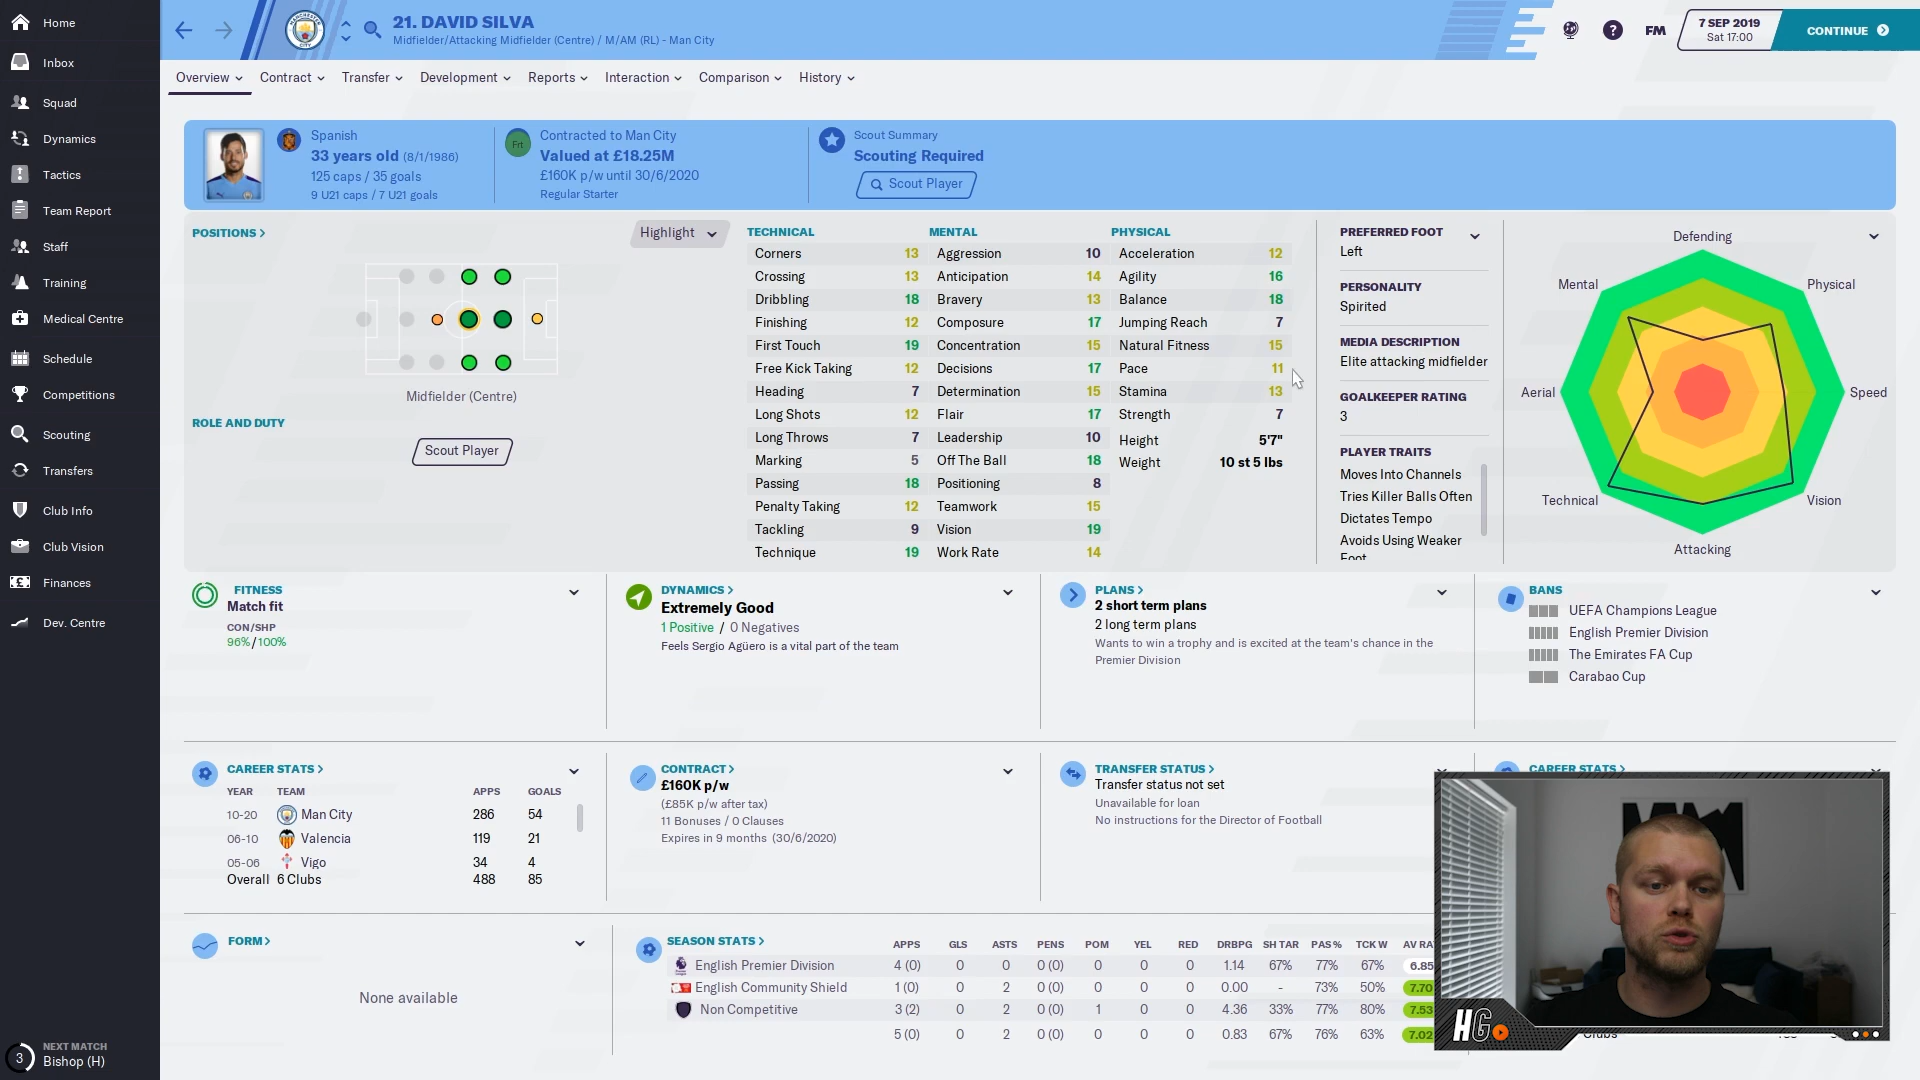 Home
Inbox
Squad
Dynamics
Tactics
Team Report
Staff
Training
Medical Centre
Schedule
Competitions
Scouting
Transfers
Club Info
Club Vision
Finances
Dev. Centre
3 NEXT MATCH
Bishop (H)
21. DAVID SILVA
Midfielder/Attacking Midfielder (Centre) / M/AM (RL) - Man City
FM
7 SEP 2019
Sat 17:00
CONTINUE
Overview Contract Transfer Development Reports Interaction Comparison History
Spanish
33 years old (8/1/1986)
125 caps / 35 goals
9 U21 caps / 7 U21 goals
Frt
Contracted to Man City
Valued at £18.25M
£160K p/w until 30/6/2020
Regular Starter
Scout Summary
Scouting Required
Scout Player
POSITIONS >
Highlight
Midfielder (Centre)
ROLE AND DUTY
Scout Player
TECHNICAL
Corners 13
Crossing 13
Dribbling 18
Finishing 12
First Touch 19
Free Kick Taking 12
Heading 7
Long Shots 12
Long Throws 7
Marking 5
Passing 18
Penalty Taking 12
Tackling 9
Technique 19
MENTAL
Aggression 10
Anticipation 14
Bravery 13
Composure 17
Concentration 15
Decisions 17
Determination 15
Flair 17
Leadership 10
Off The Ball 18
Positioning 8
Teamwork 15
Vision 19
Work Rate 14
PHYSICAL
Acceleration 12
Agility 16
Balance 18
Jumping Reach 7
Natural Fitness 15
Pace 11
Stamina 13
Strength 7
Height 5'7"
Weight 10 st 5 lbs
PREFERRED FOOT
Left
PERSONALITY
Spirited
MEDIA DESCRIPTION
Elite attacking midfielder
GOALKEEPER RATING
3
PLAYER TRAITS
Moves Into Channels
Tries Killer Balls Often
Dictates Tempo
Avoids Using Weaker
Foot
Defending
Mental
Physical
Aerial
Speed
Technical
Vision
Attacking
FITNESS
Match fit
CON/SHP
96%/100%
DYNAMICS >
Extremely Good
1 Positive / 0 Negatives
Feels Sergio Agüero is a vital part of the team
PLANS >
2 short term plans
2 long term plans
Wants to win a trophy and is excited at the team's chance in the
Premier Division
BANS
UEFA Champions League
English Premier Division
The Emirates FA Cup
Carabao Cup
CAREER STATS >
YEAR TEAM APPS GOALS
10-20 Man City 286 54
06-10 Valencia 119 21
05-06 Vigo 34 4
Overall 6 Clubs 488 85
CONTRACT >
£160K p/w
(£85K p/w after tax)
11 Bonuses / 0 Clauses
Expires in 9 months (30/6/2020)
TRANSFER STATUS >
Transfer status not set
Unavailable for loan
No instructions for the Director of Football
CAREER STATS >
FORM >
None available
SEASON STATS > APPS GLS ASTS PENS POM YEL RED DRBPG SH TAR PAS % TCK W AV RA
English Premier Division 4 (0) 0 0 0 (0) 0 0 0 1.14 67% 77% 67% 6.85
English Community Shield 1 (0) 0 2 0 (0) 0 0 0 0.00 - 73% 50% 7.70
Non Competitive 3 (2) 0 2 0 (0) 1 0 0 4.36 33% 77% 80% 7.53
5 (0) 0 2 0 (0) 0 0 0 0.83 67% 76% 63% 7.02
HG
Clubs